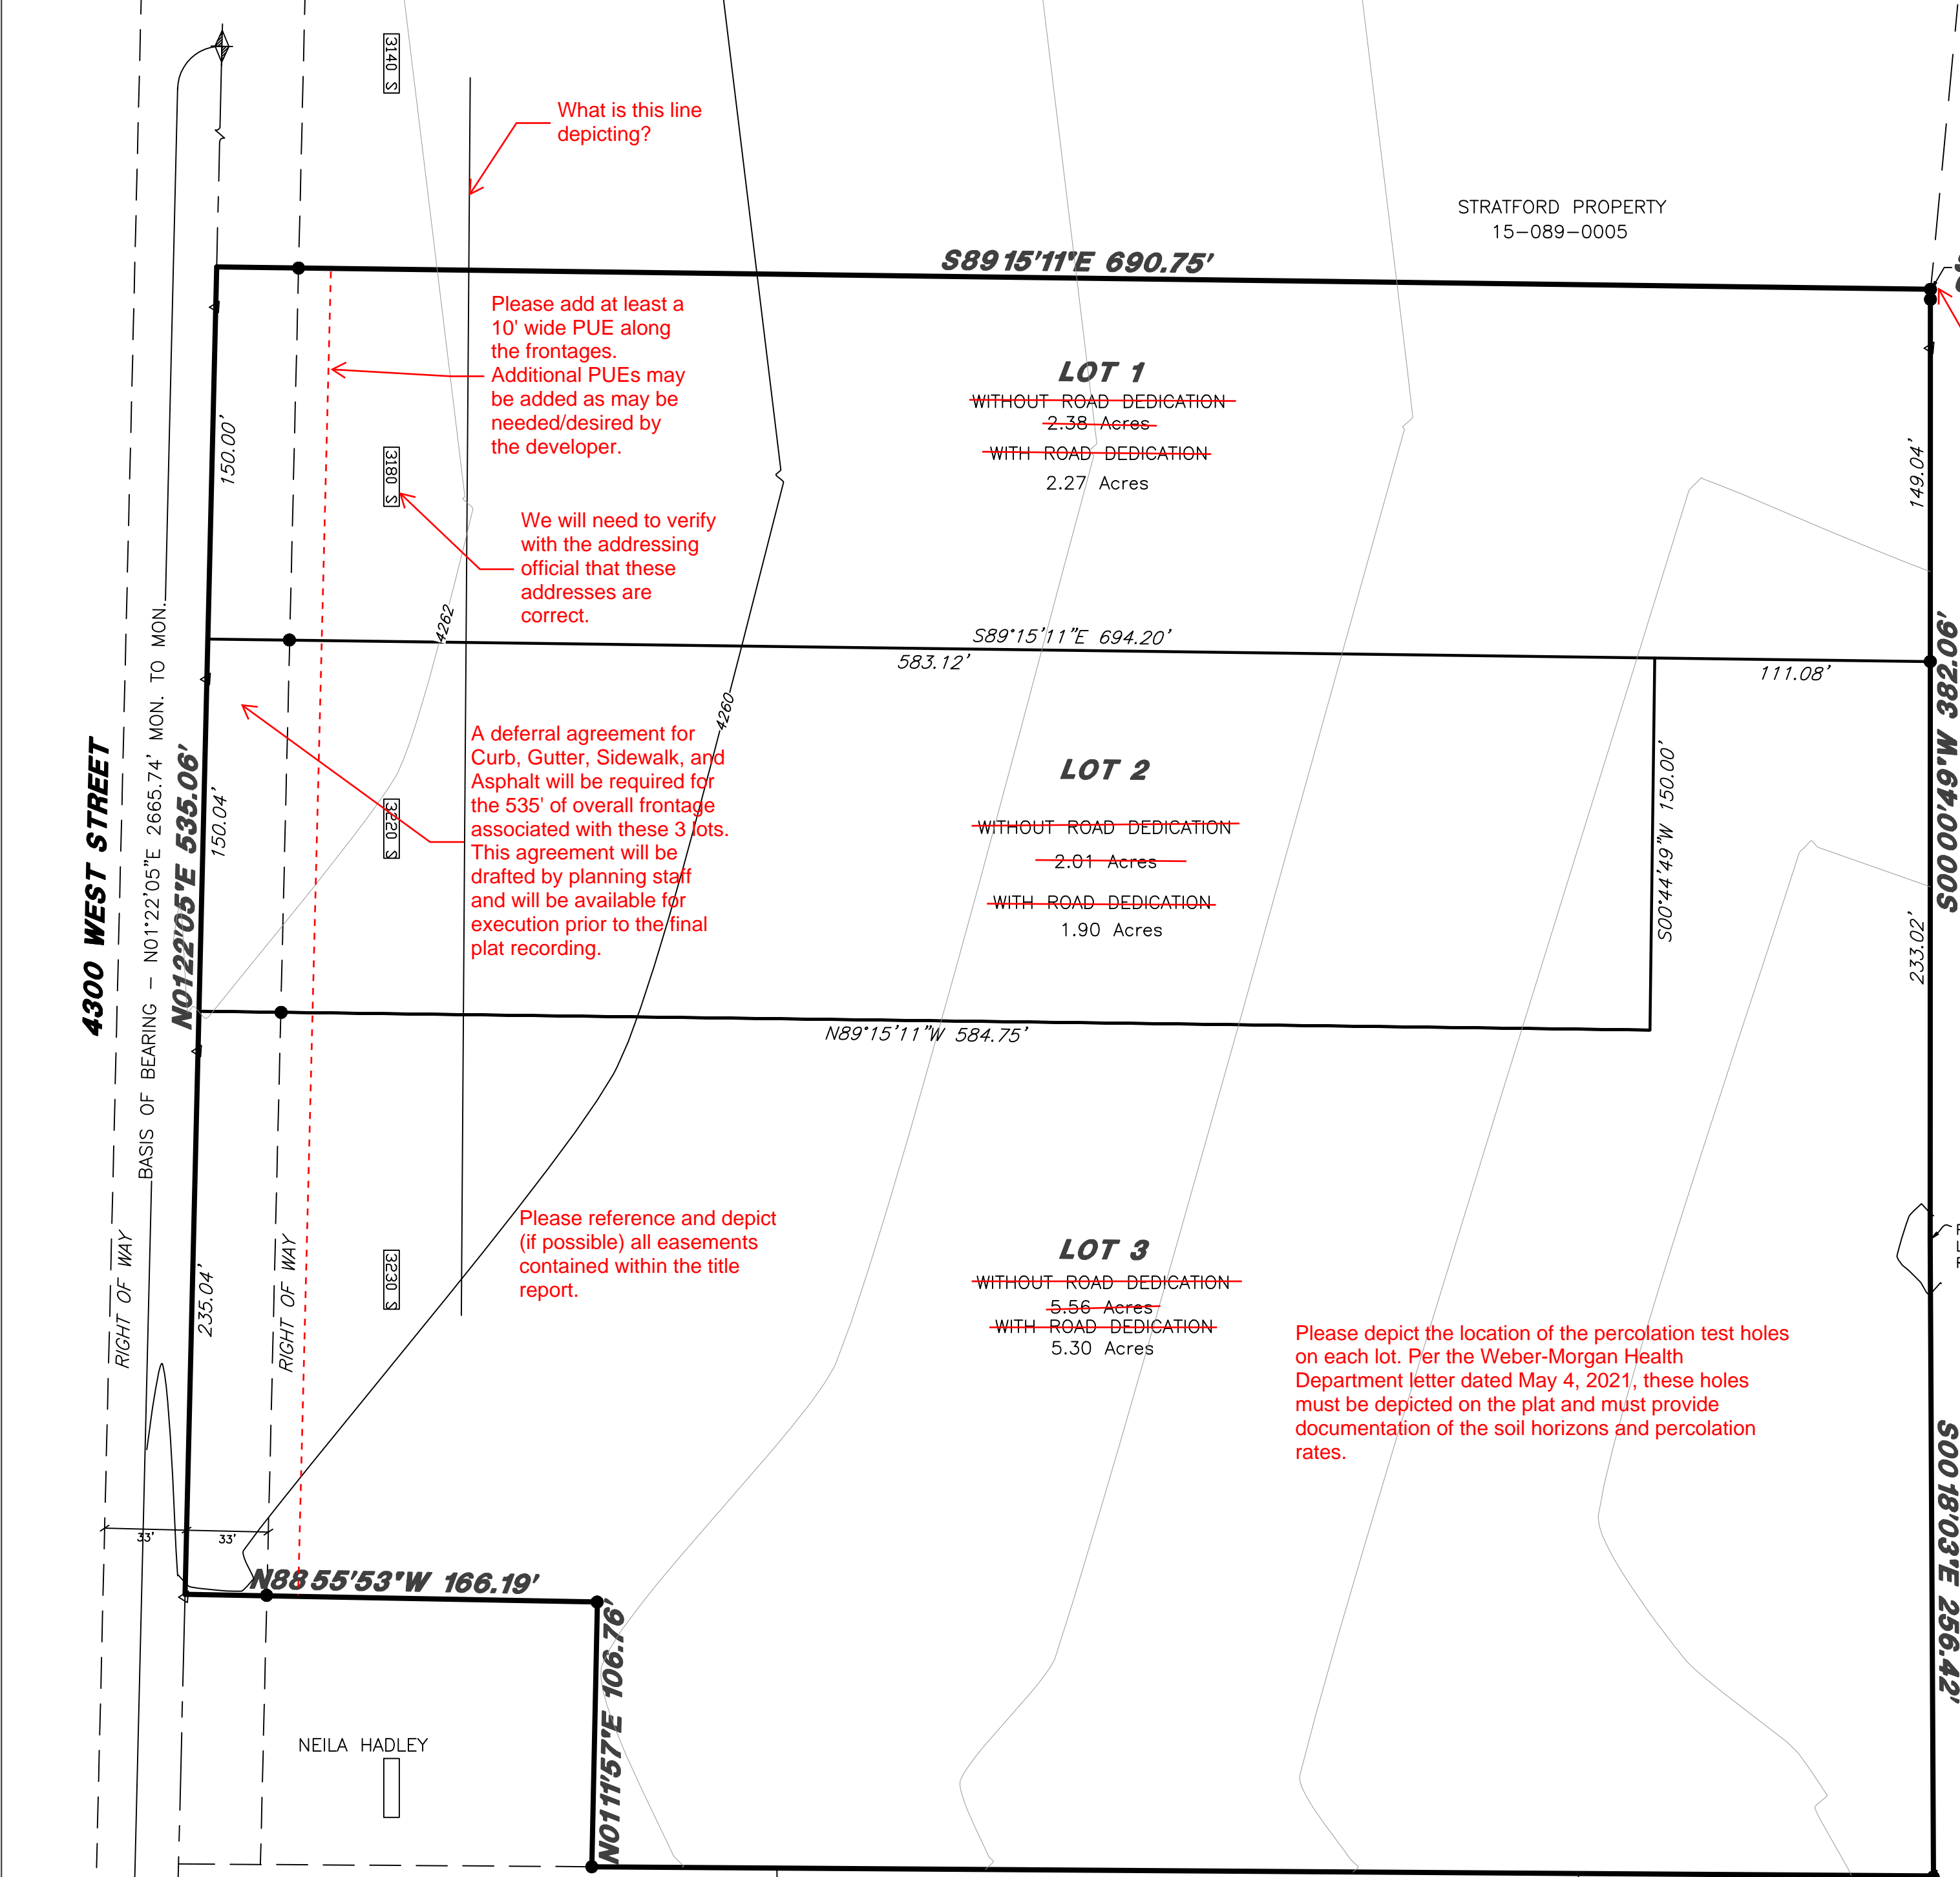 3140 S
What is this line
depicting?
STRATFORD PROPERTY
15-089-0005
S89 15'11"E 690.75'
Please add at least a
10' wide PUE along
the frontages.
Additional PUEs may
be added as may be
needed/desired by
the developer.
LOT 1
WITHOUT ROAD DEDICATION
2.38 Acres
WITH ROAD DEDICATION
2.27 Acres
150.00'
3180 S
149.04'
We will need to verify
with the addressing
official that these
addresses are
correct.
4262
S89°15'11"E 694.20'
583.12'
111.08'
S00 00'49"W 382.06'
4260
4300 WEST STREET
BASIS OF BEARING - N01°22'05"E 2665.74' MON. TO MON.
N01 22'05"E 535.06'
150.04'
3220 S
A deferral agreement for
Curb, Gutter, Sidewalk, and
Asphalt will be required for
the 535' of overall frontage
associated with these 3 lots.
This agreement will be
drafted by planning staff
and will be available for
execution prior to the final
plat recording.
LOT 2
WITHOUT ROAD DEDICATION
2.01 Acres
WITH ROAD DEDICATION
1.90 Acres
S00°44'49"W 150.00'
233.02'
N89°15'11"W 584.75'
RIGHT OF WAY
235.04'
RIGHT OF WAY
3230 S
Please reference and depict
(if possible) all easements
contained within the title
report.
LOT 3
WITHOUT ROAD DEDICATION
5.56 Acres
WITH ROAD DEDICATION
5.30 Acres
Please depict the location of the percolation test holes
on each lot. Per the Weber-Morgan Health
Department letter dated May 4, 2021, these holes
must be depicted on the plat and must provide
documentation of the soil horizons and percolation
rates.
S00 18'03"E 256.42'
33'
33'
N88 55'53"W 166.19'
N01 11'57"E 106.76'
NEILA HADLEY